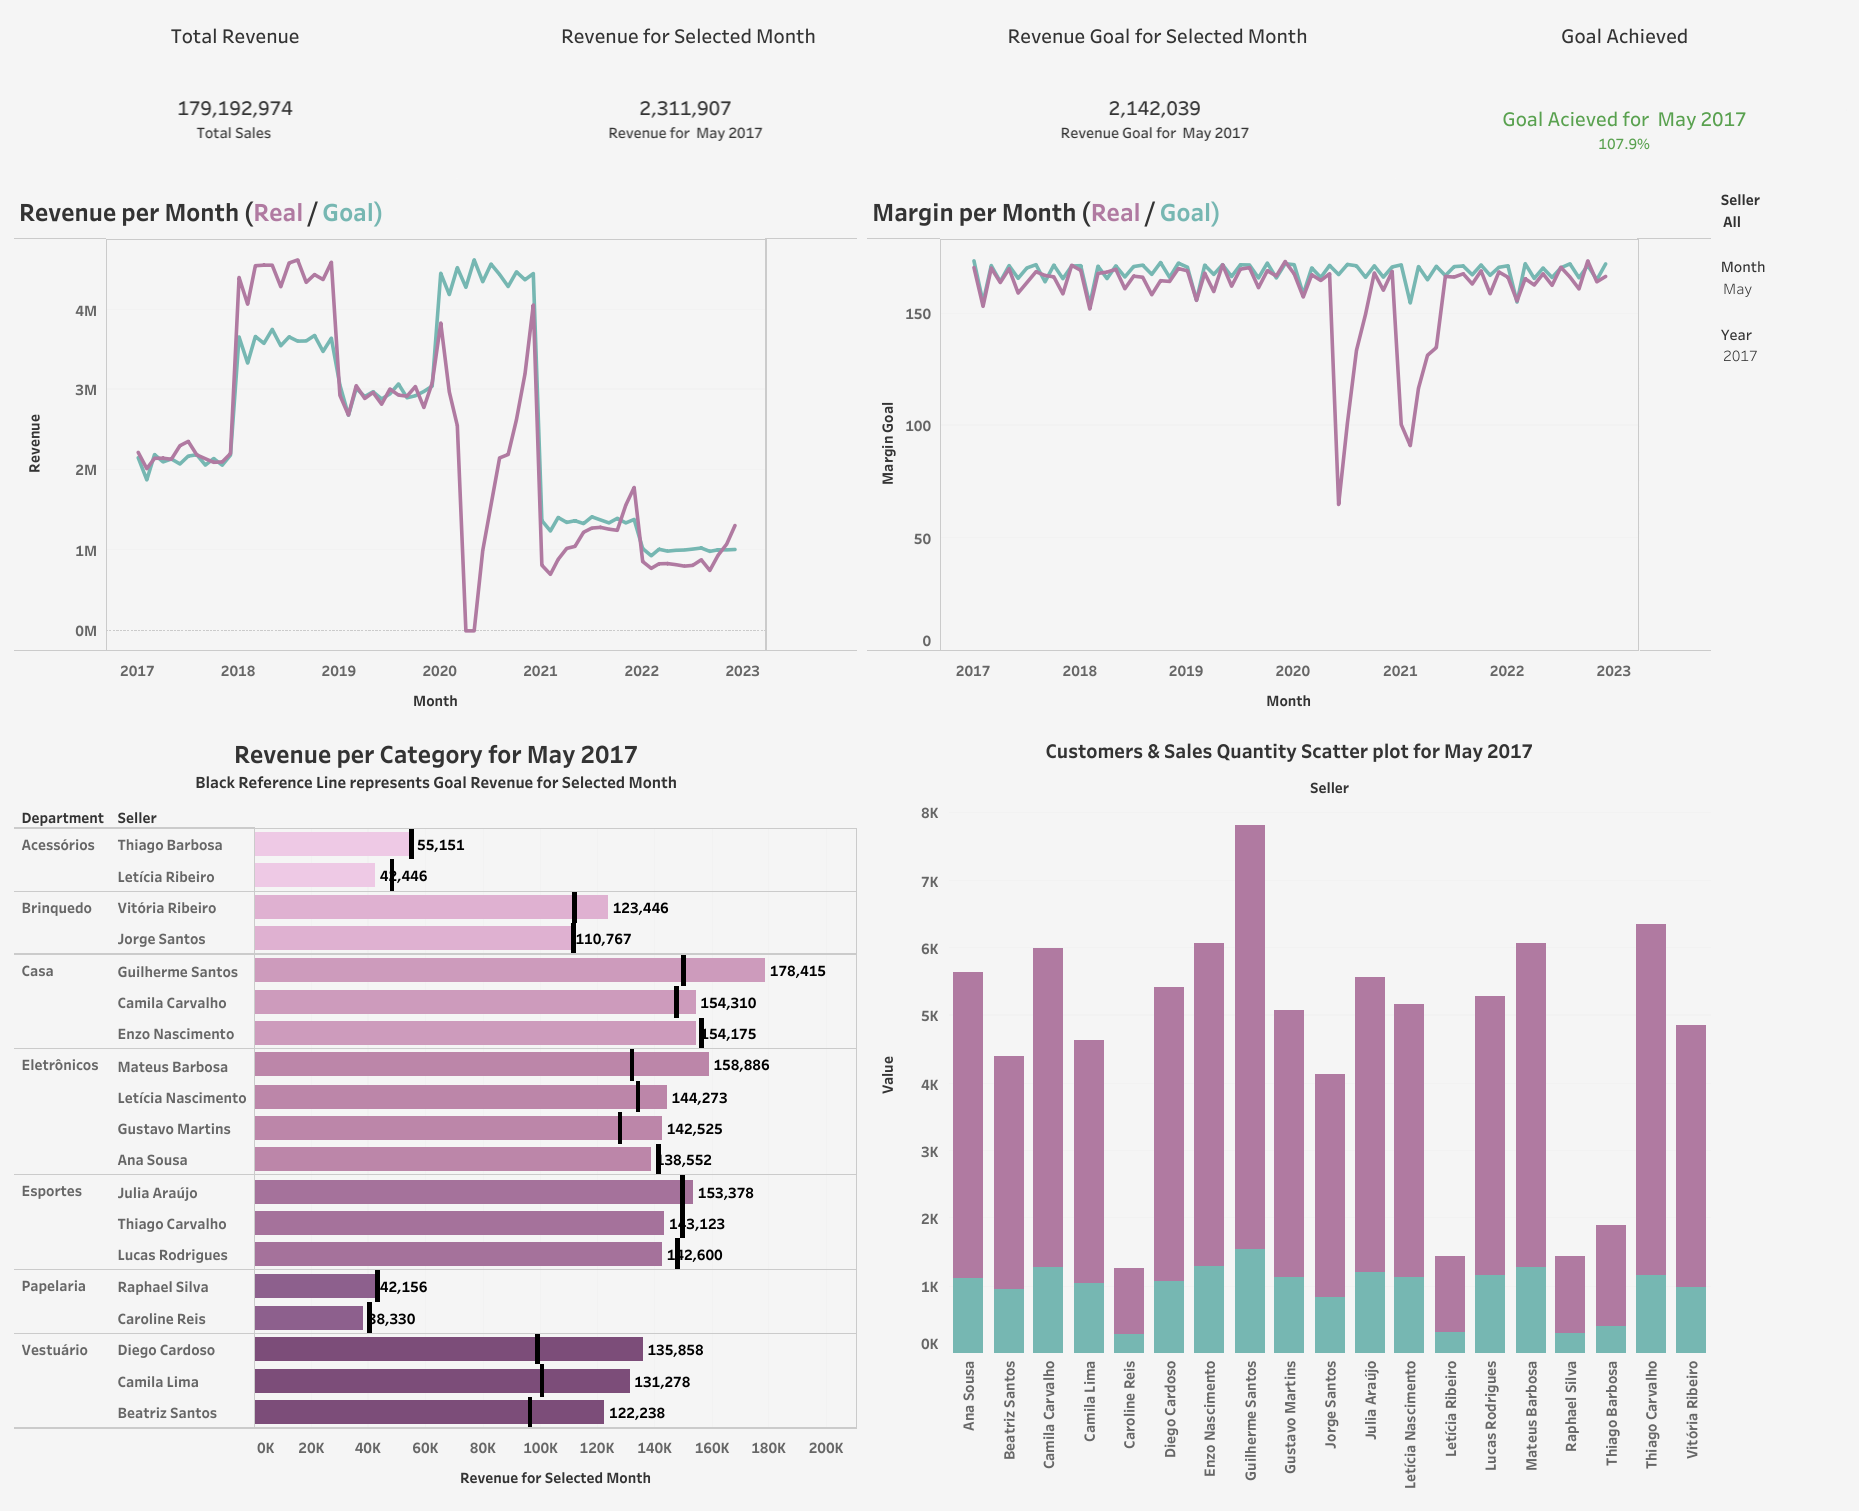 Total Revenue
Revenue for Selected Month
Revenue Goal for Selected Month
Goal Achieved
179,192,974
Total Sales
2,311,907
Revenue for May 2017
2,142,039
Revenue Goal for May 2017
Goal Acieved for May 2017
107.9%
Revenue per Month (Real / Goal)
4M
3M
2M
1M
0M
Revenue
2017 2018 2019 2020 2021 2022 2023
Month
Margin per Month (Real / Goal)
150
100
50
0
Margin Goal
2017 2018 2019 2020 2021 2022 2023
Month
Seller
All
Month
May
Year
2017
Revenue per Category for May 2017
Black Reference Line represents Goal Revenue for Selected Month
Department Seller
Acessórios Thiago Barbosa 55,151
Letícia Ribeiro 42,446
Brinquedo Vitória Ribeiro 123,446
Jorge Santos 110,767
Casa Guilherme Santos 178,415
Camila Carvalho 154,310
Enzo Nascimento 154,175
Eletrônicos Mateus Barbosa 158,886
Letícia Nascimento 144,273
Gustavo Martins 142,525
Ana Sousa 138,552
Esportes Julia Araújo 153,378
Thiago Carvalho 143,123
Lucas Rodrigues 142,600
Papelaria Raphael Silva 42,156
Caroline Reis 38,330
Vestuário Diego Cardoso 135,858
Camila Lima 131,278
Beatriz Santos 122,238
0K 20K 40K 60K 80K 100K 120K 140K 160K 180K 200K
Revenue for Selected Month
Customers & Sales Quantity Scatter plot for May 2017
Seller
8K
7K
6K
5K
4K
3K
2K
1K
0K
Value
Ana Sousa
Beatriz Santos
Camila Carvalho
Camila Lima
Caroline Reis
Diego Cardoso
Enzo Nascimento
Guilherme Santos
Gustavo Martins
Jorge Santos
Julia Araújo
Letícia Nascimento
Letícia Ribeiro
Lucas Rodrigues
Mateus Barbosa
Raphael Silva
Thiago Barbosa
Thiago Carvalho
Vitória Ribeiro